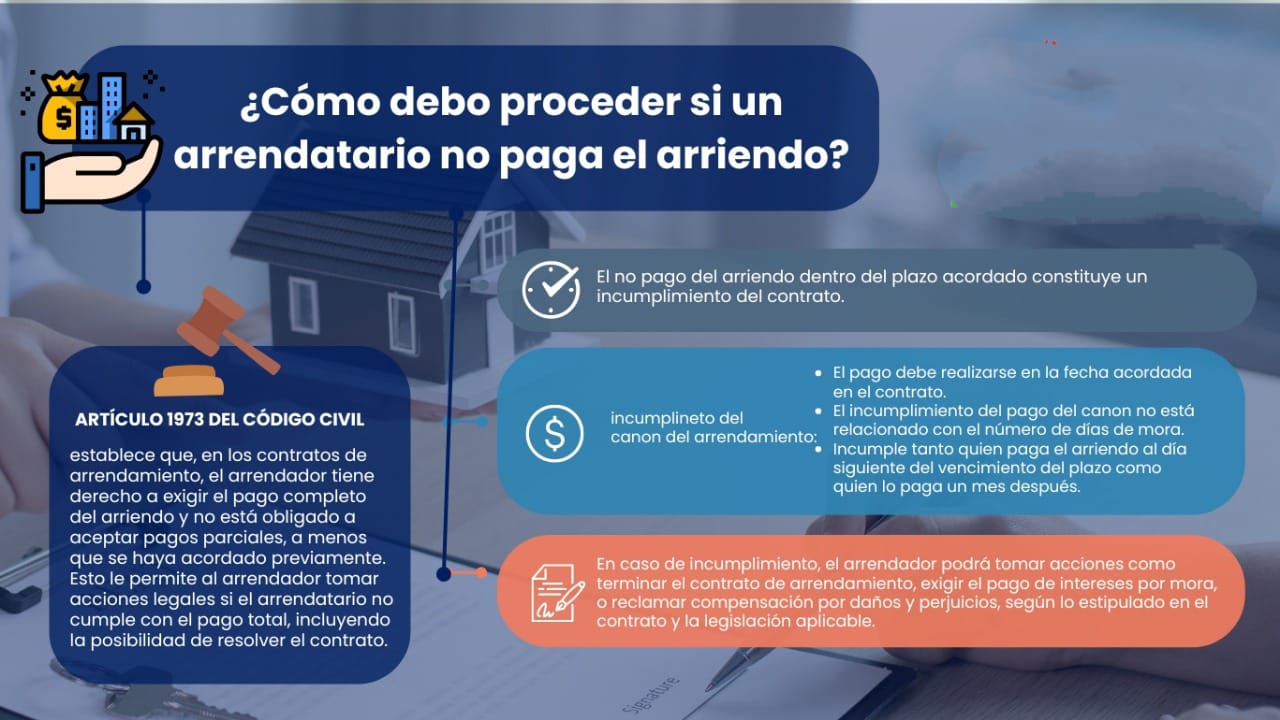 ¿Cómo debo proceder si un
arrendatario no paga el arriendo?
ARTÍCULO 1973 DEL CÓDIGO CIVIL
establece que, en los contratos de
arrendamiento, el arrendador tiene
derecho a exigir el pago completo
del arriendo y no está obligado a
aceptar pagos parciales, a menos
que se haya acordado previamente.
Esto le permite al arrendador tomar
acciones legales si el arrendatario no
cumple con el pago total, incluyendo
la posibilidad de resolver el contrato.
El no pago del arriendo dentro del plazo acordado constituye un
incumplimiento del contrato.
incumplineto del
canon del arrendamiento:
El pago debe realizarse en la fecha acordada
en el contrato.
El incumplimiento del pago del canon no está
relacionado con el número de días de mora.
Incumple tanto quien paga el arriendo al día
siguiente del vencimiento del plazo como
quien lo paga un mes después.
En caso de incumplimiento, el arrendador podrá tomar acciones como
terminar el contrato de arrendamiento, exigir el pago de intereses por mora,
o reclamar compensación por daños y perjuicios, según lo estipulado en el
contrato y la legislación aplicable.
Signature